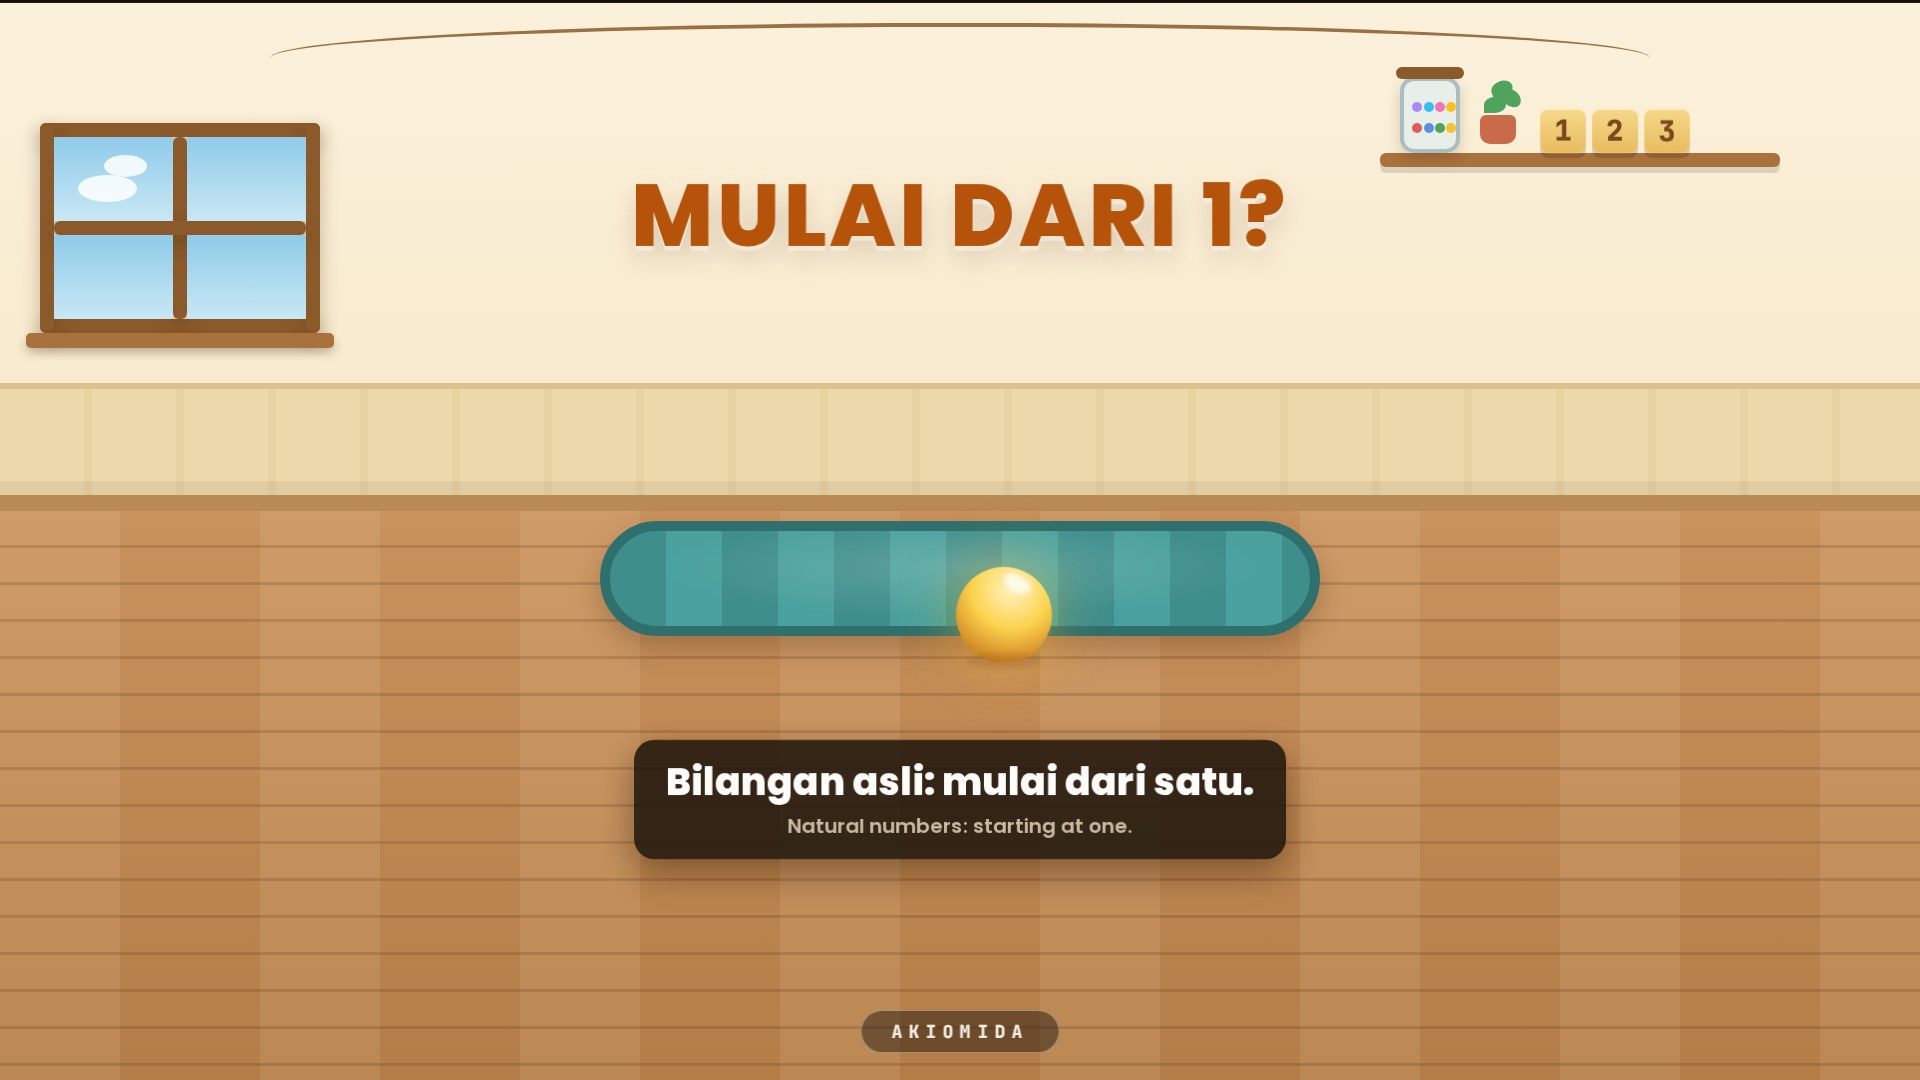 1 2 3
MULAI DARI 1?
Bilangan asli: mulai dari satu.
Natural numbers: starting at one.
AKIOMIDA